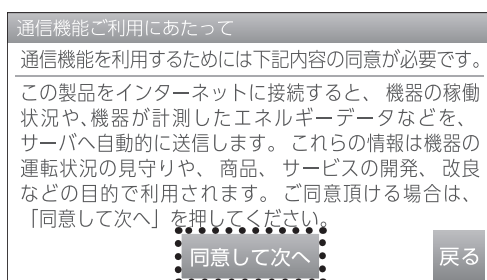 通信機能ご利用にあたって
通信機能を利用するためには下記内容の同意が必要です。
この製品をインターネットに接続すると、機器の稼働
状況や、機器が計測したエネルギーデータなどを、
サーバへ自動的に送信します。これらの情報は機器の
運転状況の見守りや、商品、サービスの開発、改良
などの目的で利用されます。ご同意頂ける場合は、
「同意して次へ」を押してください。
同意して次へ
戻る